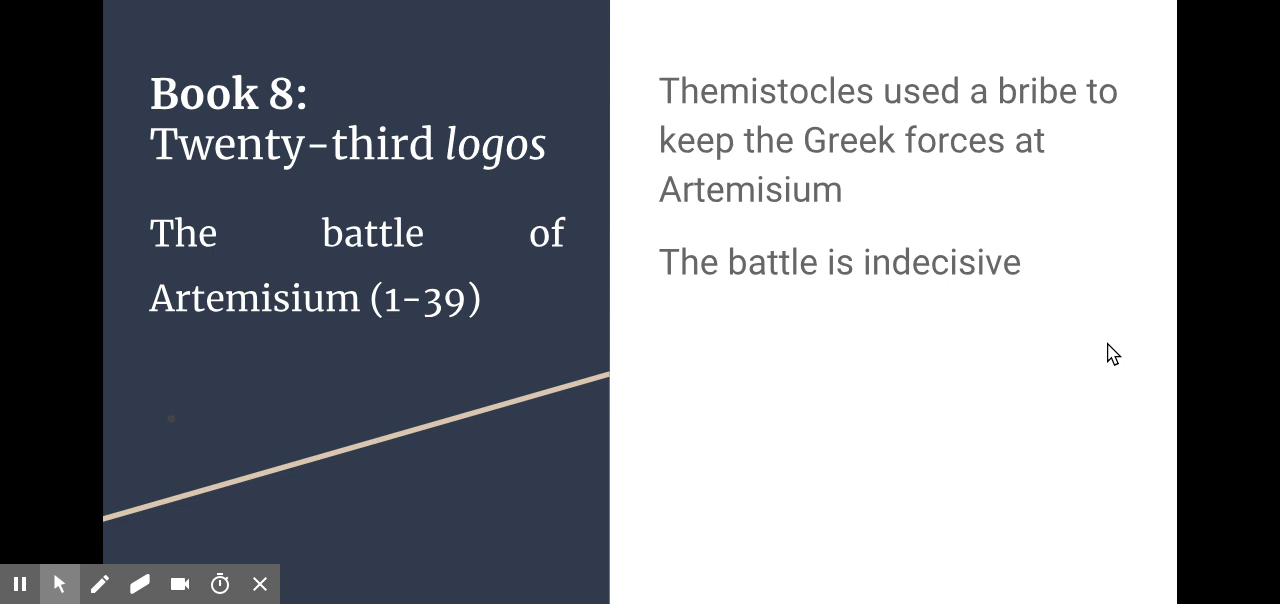 Book 8:
Twenty-third logos
The battle of
Artemisium (1-39)
Themistocles used a bribe to
keep the Greek forces at
Artemisium
The battle is indecisive